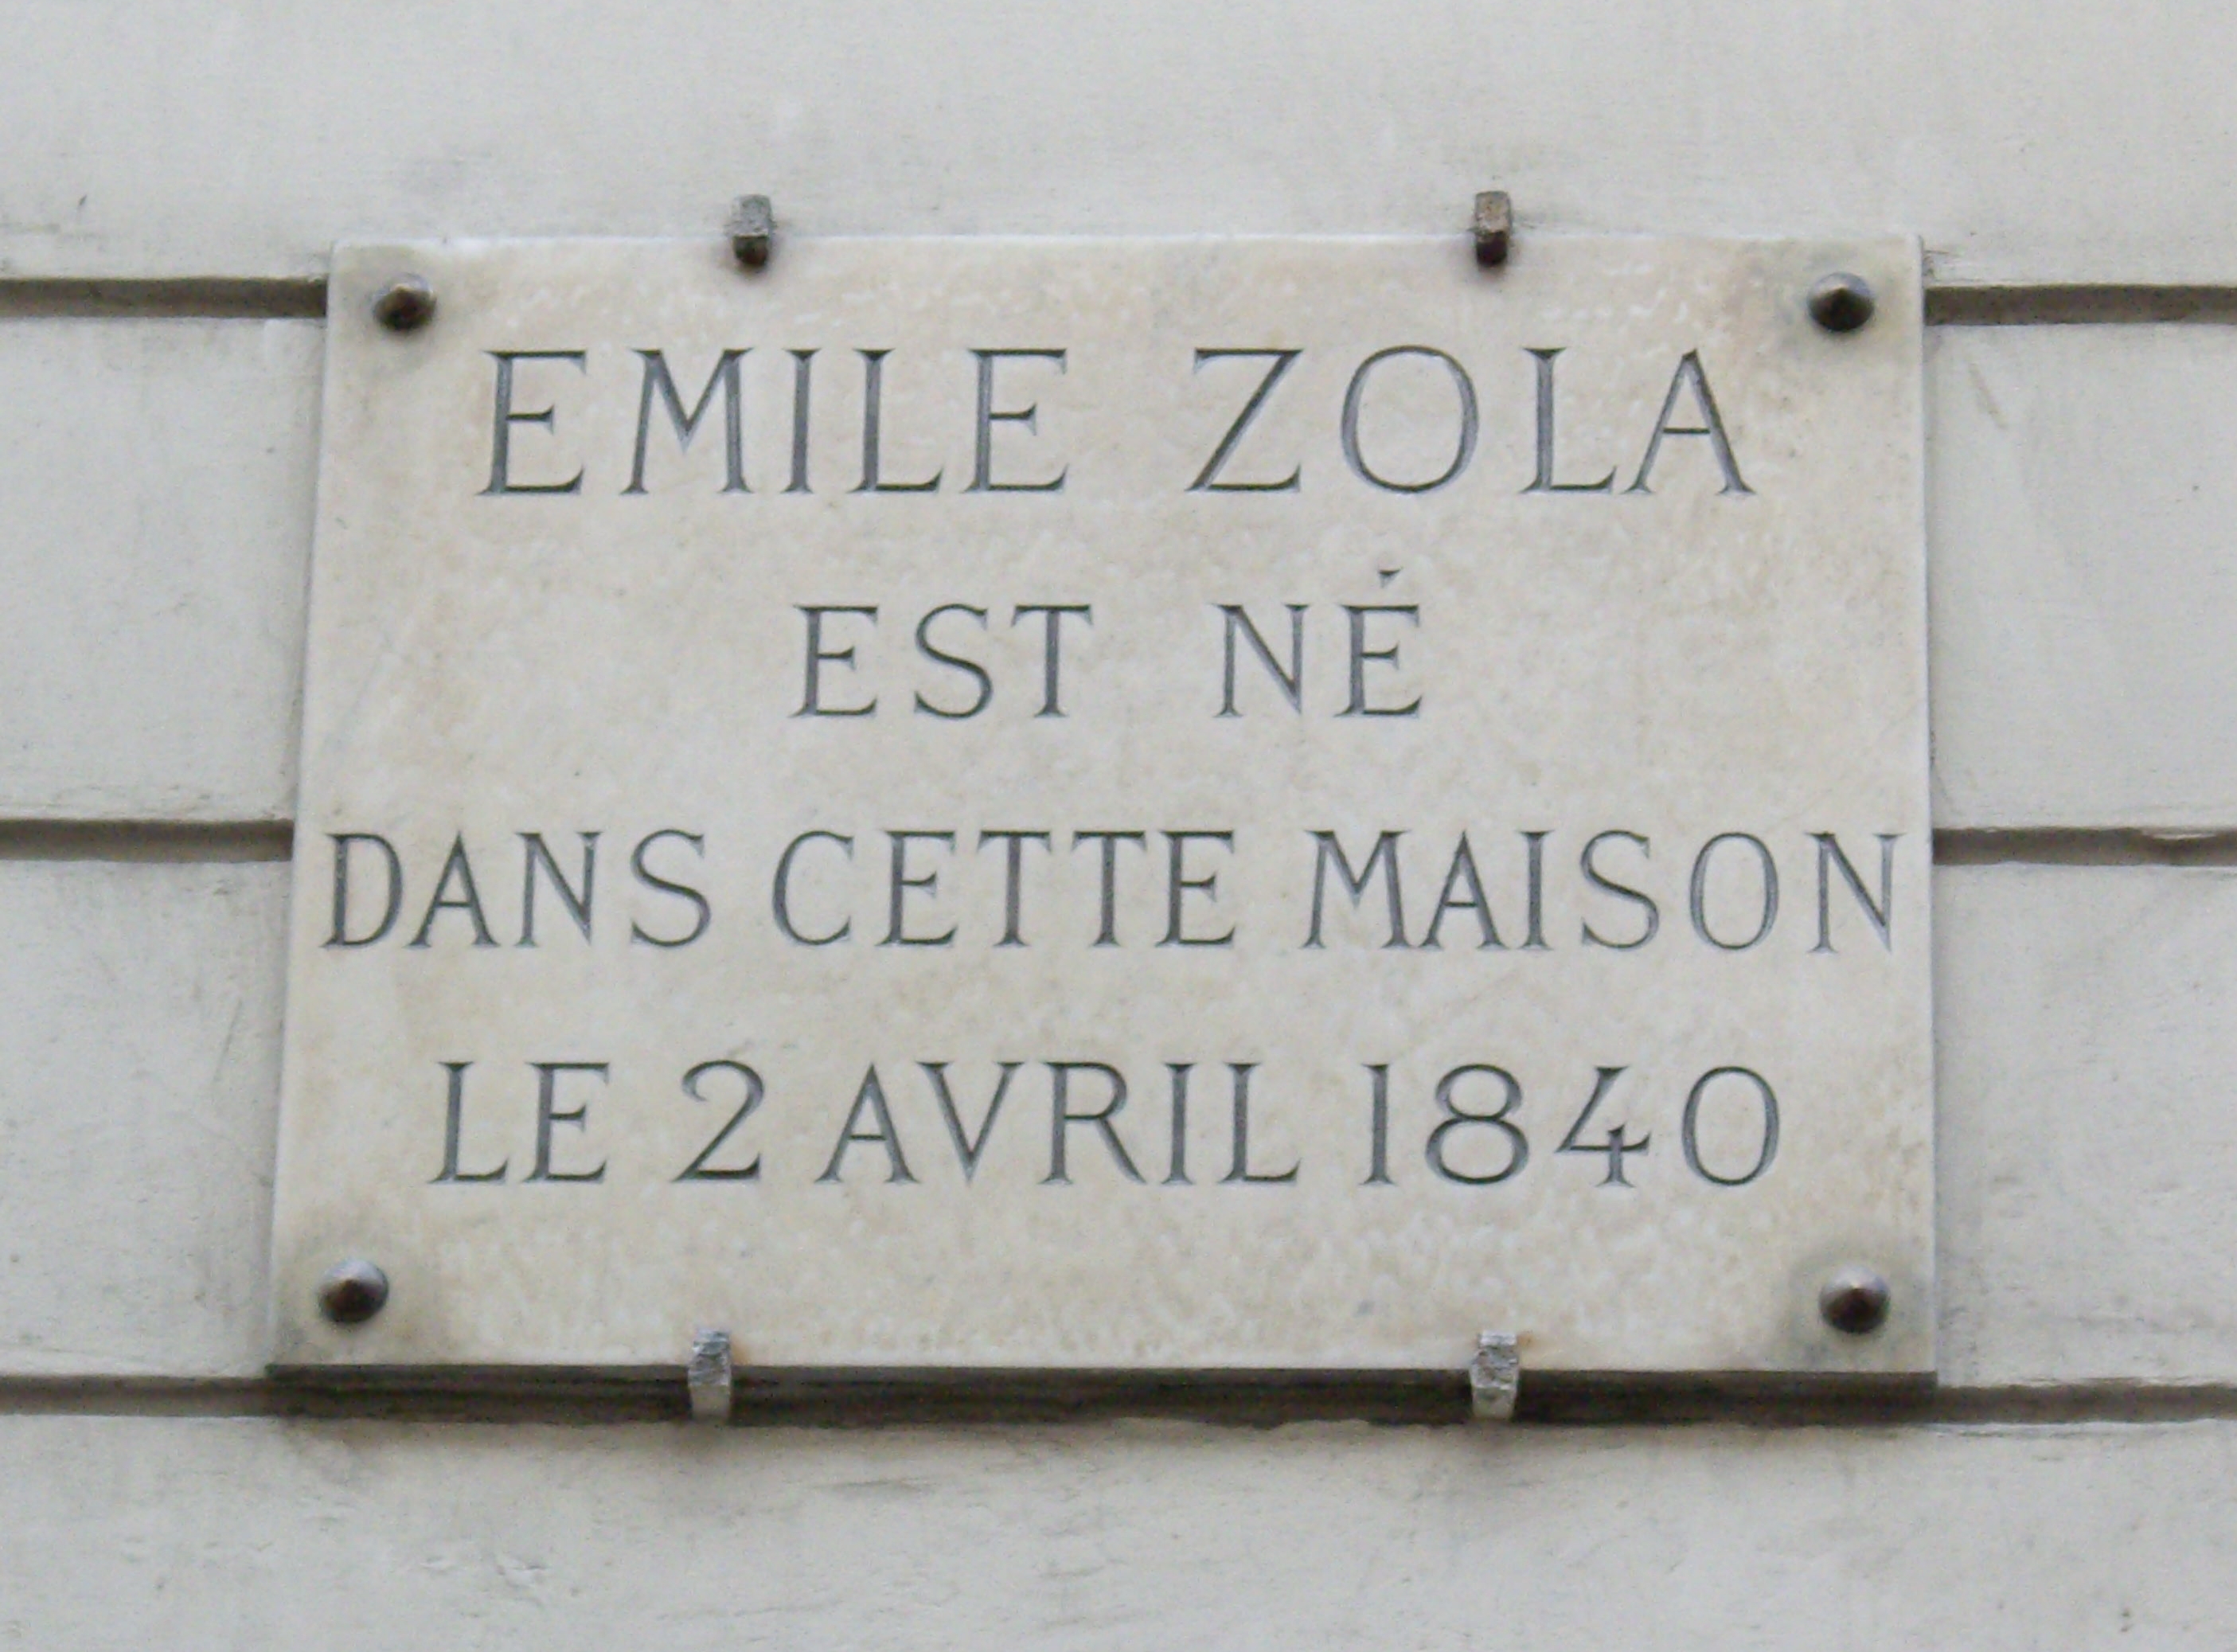 EMILE ZOLA
EST NÉ
DANS CETTE MAISON
LE 2 AVRIL 1840